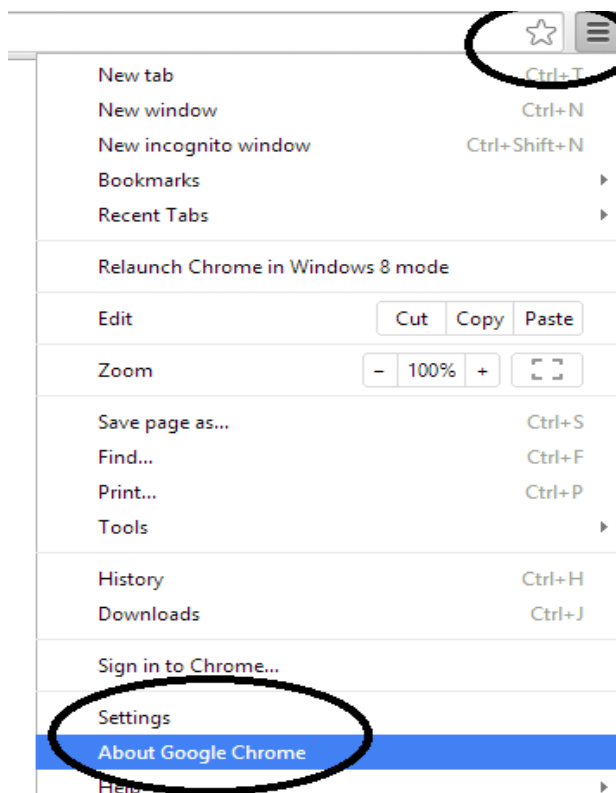 New tab Ctrl+T
New window Ctrl+N
New incognito window Ctrl+Shift+N
Bookmarks
Recent Tabs
Relaunch Chrome in Windows 8 mode
Edit Cut Copy Paste
Zoom - 100% +
Save page as... Ctrl+S
Find... Ctrl+F
Print... Ctrl+P
Tools
History Ctrl+H
Downloads Ctrl+J
Sign in to Chrome...
Settings
About Google Chrome
Help